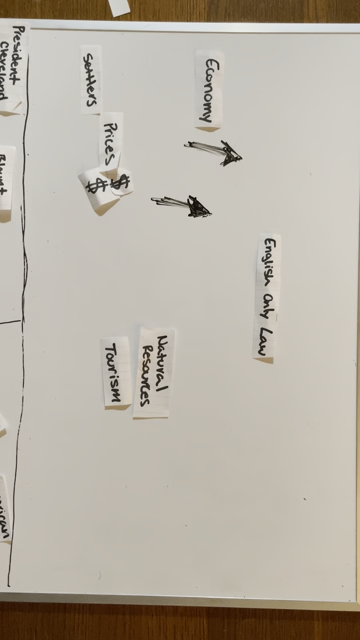 Economy
Settlers
Prices
$ $
English Only Law
Natural
Resources
Tourism
President
Cleveland